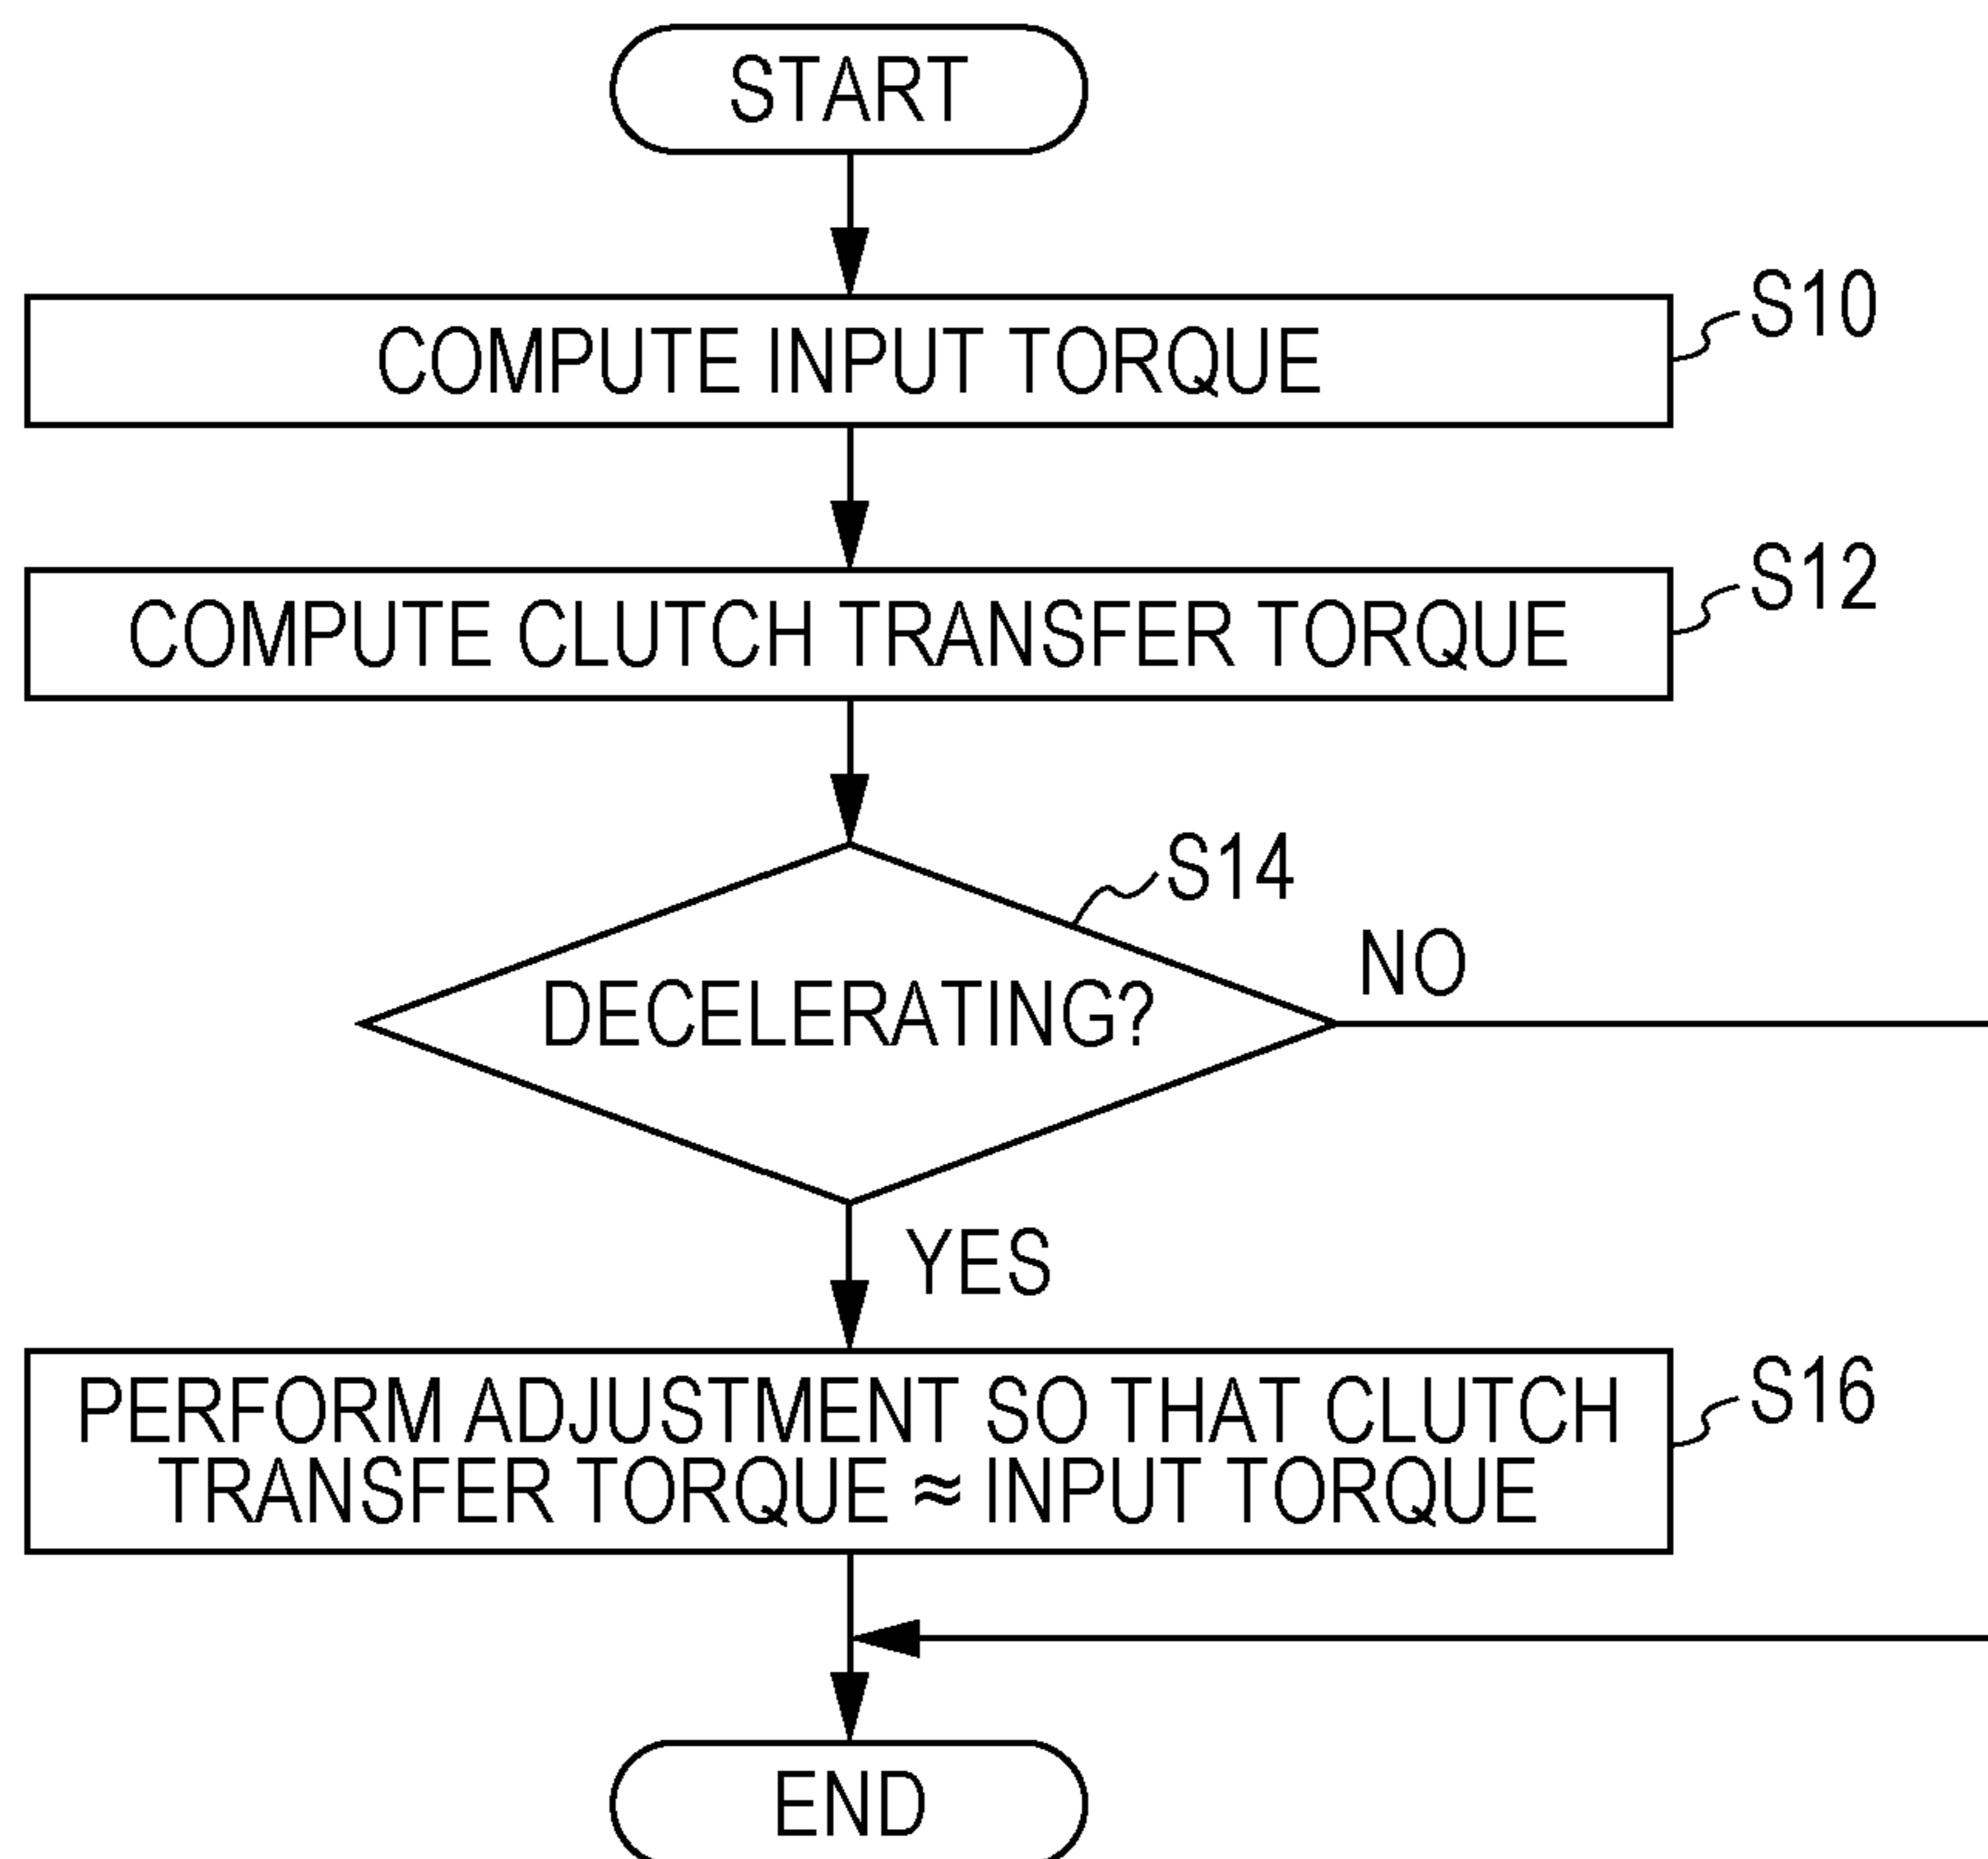 START
COMPUTE INPUT TORQUE
S10
COMPUTE CLUTCH TRANSFER TORQUE
S12
S14
DECELERATING?
NO
YES
PERFORM ADJUSTMENT SO THAT CLUTCH
TRANSFER TORQUE ≈ INPUT TORQUE
S16
END